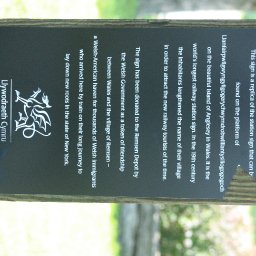 This sign is a replica of the station sign that can be
found on the platform of
Llanfairpwllgwyngyllgogerychwyrndrobwllllantysiliogogogoch
on the beautiful Island of Anglesey in Wales. It is the
world's longest railway station sign. In the 19th century
the inhabitants lengthened the name of their village
in order to attract the new railway tourists of the time.
The sign has been donated to the Remsen Depot by
the Welsh Government as a token of friendship
between Wales and the village of Remsen –
a Welsh-American haven for thousands of Welsh immigrants
who arrived here by train on their long journey to
lay down new roots in the state of New York.
Llywodraeth Cymru